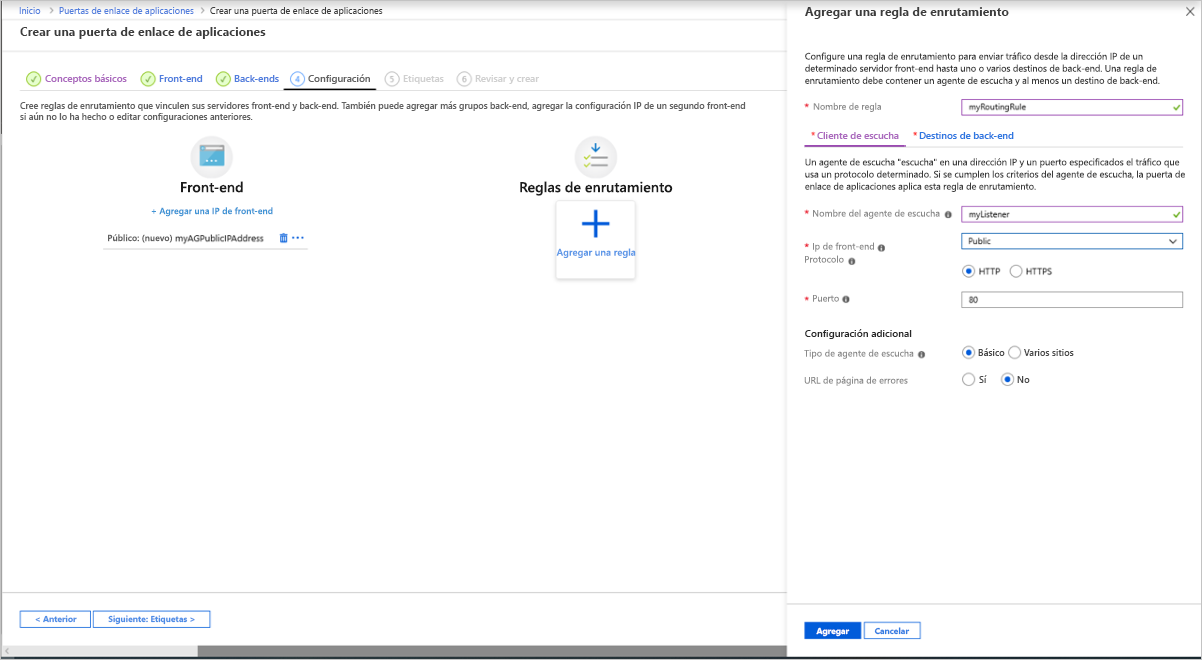 Inicio > Puertas de enlace de aplicaciones > Crear una puerta de enlace de aplicaciones
Crear una puerta de enlace de aplicaciones
Conceptos básicos
Front-end
Back-ends
4 Configuración
5 Etiquetas
6 Revisar y crear
Cree reglas de enrutamiento que vinculen sus servidores front-end y back-end. También puede agregar más grupos back-end, agregar la configuración IP de un segundo front-end
si aún no lo ha hecho o editar configuraciones anteriores.
Front-end
+ Agregar una IP de front-end
Público: (nuevo) myAGPublicIPAddress
Reglas de enrutamiento
Agregar una regla
< Anterior
Siguiente: Etiquetas >
Agregar una regla de enrutamiento
Configure una regla de enrutamiento para enviar tráfico desde la dirección IP de un
determinado servidor front-end hasta uno o varios destinos de back-end. Una regla de
enrutamiento debe contener un agente de escucha y al menos un destino de back-end.
* Nombre de regla
myRoutingRule
* Cliente de escucha
* Destinos de back-end
Un agente de escucha "escucha" en una dirección IP y un puerto especificados el tráfico que
usa un protocolo determinado. Si se cumplen los criterios del agente de escucha, la puerta de
enlace de aplicaciones aplica esta regla de enrutamiento.
* Nombre del agente de escucha
myListener
* Ip de front-end
Public
Protocolo
HTTP
HTTPS
* Puerto
80
Configuración adicional
Tipo de agente de escucha
Básico
Varios sitios
URL de página de errores
Sí
No
Agregar
Cancelar